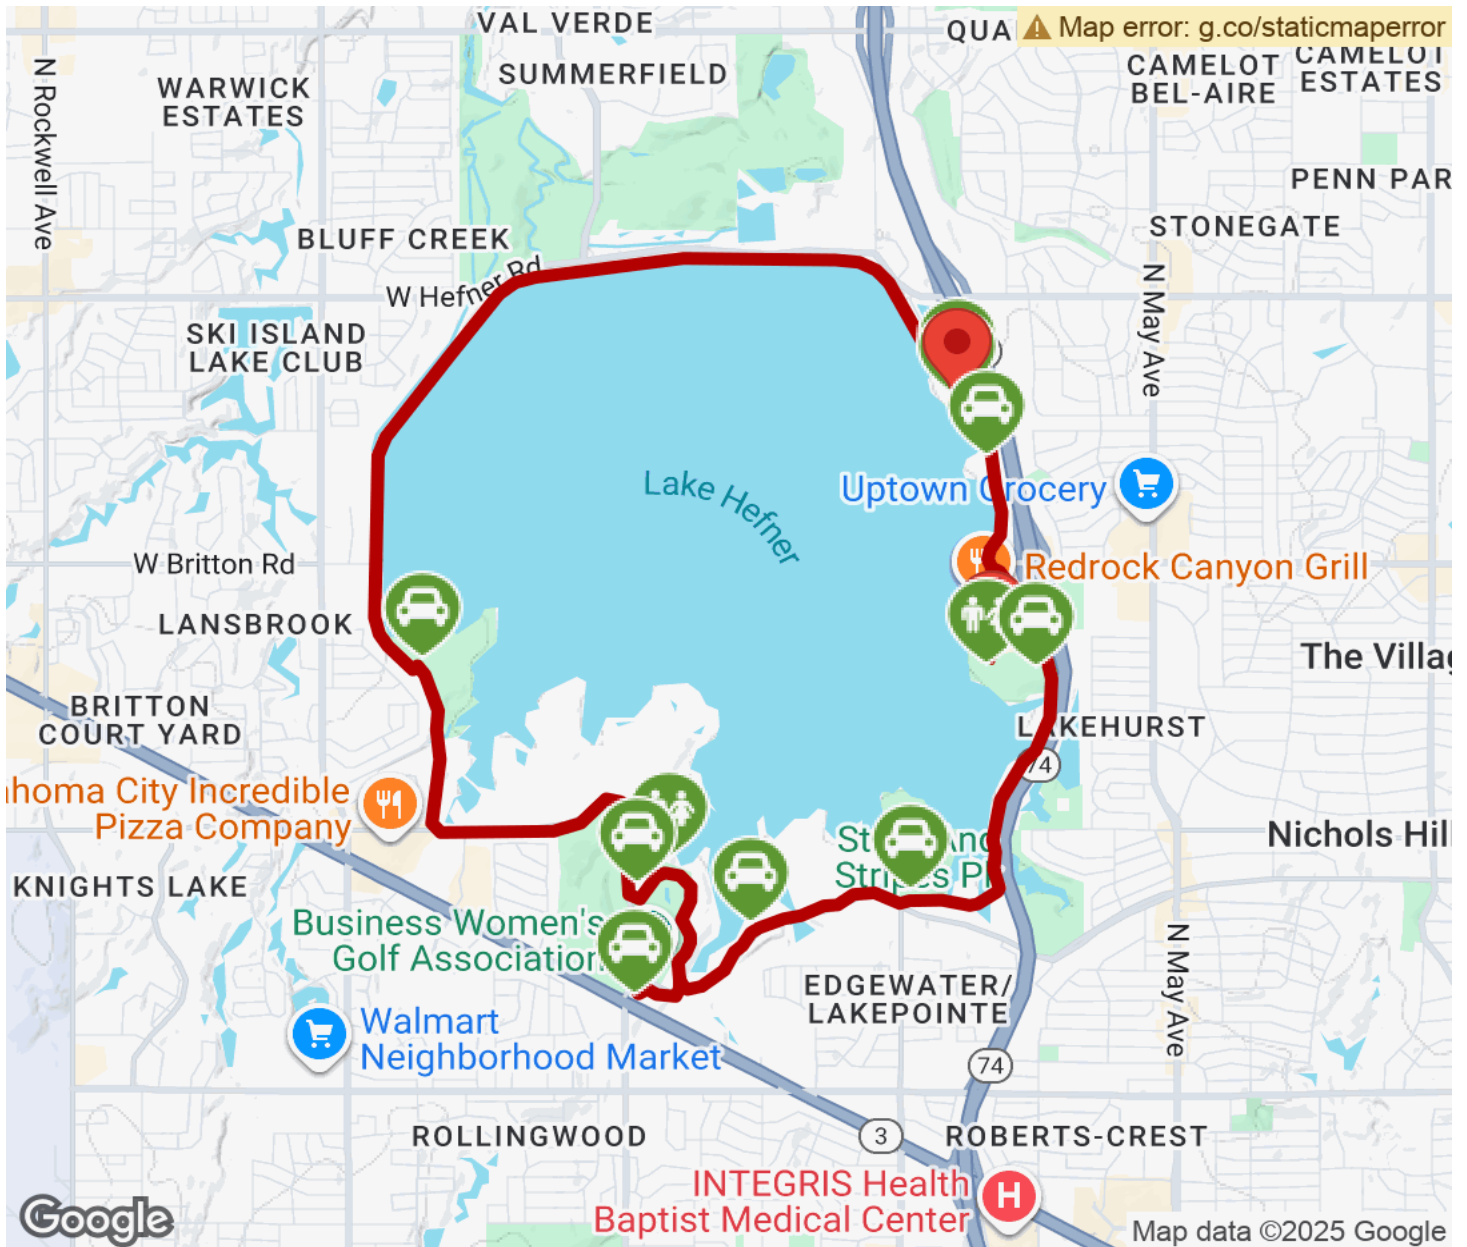 VAL VERDE
QUA
Map error: g.co/staticmaperror
SUMMERFIELD
CAMELOT
BEL-AIRE
CAMELOT
ESTATES
WARWICK
ESTATES
N Rockwell Ave
PENN PAR
STONEGATE
BLUFF CREEK
W Hefner Rd
N May Ave
SKI ISLAND
LAKE CLUB
Lake Hefner
Uptown Grocery
W Britton Rd
Redrock Canyon Grill
LANSBROOK
The Villag
BRITTON
COURT YARD
LAKEHURST
74
homa City Incredible
Pizza Company
Nichols Hil
KNIGHTS LAKE
Business Women's
Golf Association
N May Ave
EDGEWATER/
LAKEPOINTE
Walmart
Neighborhood Market
74
ROLLINGWOOD
3
ROBERTS-CREST
INTEGRIS Health
Baptist Medical Center
H
Google
Map data ©2025 Google